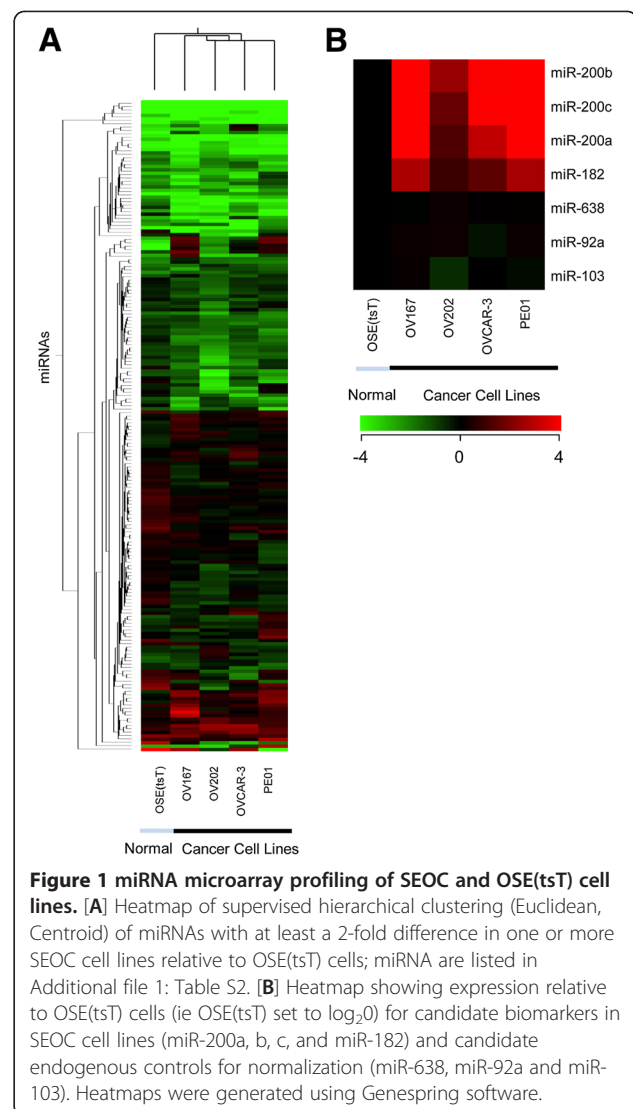 A
B
miRNAs
OSE(tsT)
OV167
OV202
OVCAR-3
PE01
Normal
Cancer Cell Lines
miR-200b
miR-200c
miR-200a
miR-182
miR-638
miR-92a
miR-103
OSE(tsT)
OV167
OV202
OVCAR-3
PE01
Normal
Cancer Cell Lines
-4
0
4
Figure 1 miRNA microarray profiling of SEOC and OSE(tsT) cell
lines. [A] Heatmap of supervised hierarchical clustering (Euclidean,
Centroid) of miRNAs with at least a 2-fold difference in one or more
SEOC cell lines relative to OSE(tsT) cells; miRNA are listed in
Additional file 1: Table S2. [B] Heatmap showing expression relative
to OSE(tsT) cells (ie OSE(tsT) set to log₂0) for candidate biomarkers in
SEOC cell lines (miR-200a, b, c, and miR-182) and candidate
endogenous controls for normalization (miR-638, miR-92a and miR-
103). Heatmaps were generated using Genespring software.